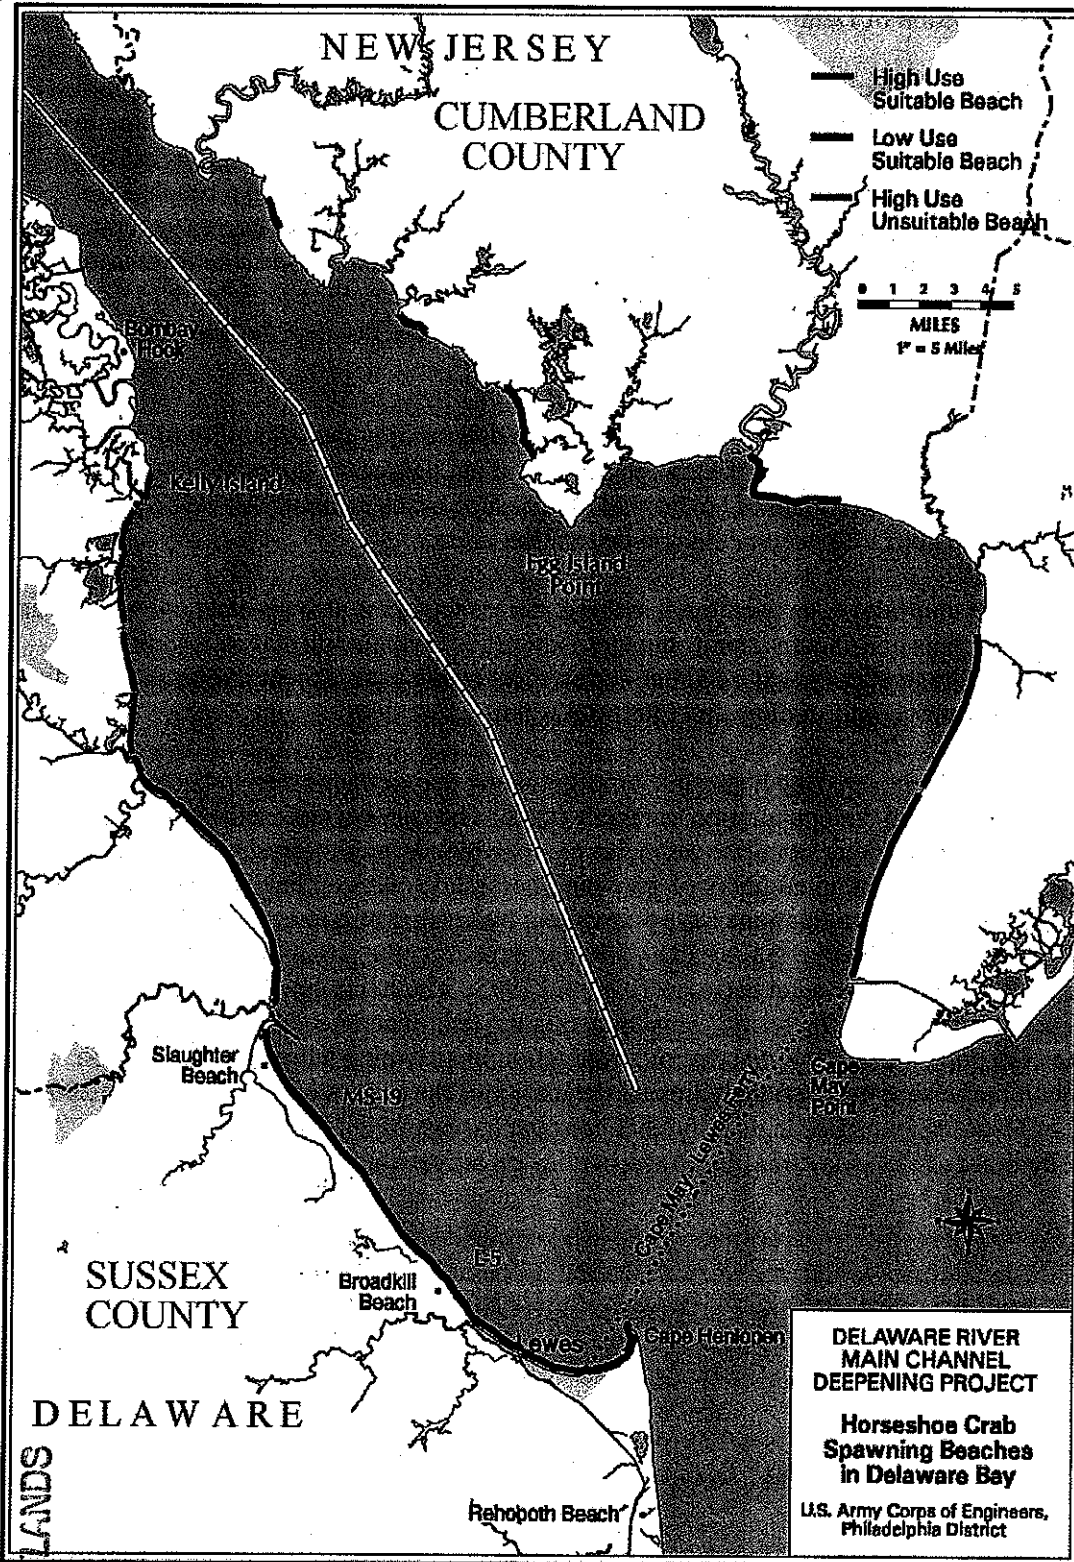 NEW JERSEY
CUMBERLAND
COUNTY
High Use
Suitable Beach
Low Use
Suitable Beach
High Use
Unsuitable Beach
0 1 2 3 4 5
MILES
1" = 5 Miles
Bombay
Hook
Kelly Island
Egg Island
Point
Slaughter
Beach
MS-19
Cape
May
Point
Cape May - Lewes Ferry
L-5
SUSSEX
COUNTY
Broadkill
Beach
Lewes
Cape Henlopen
DELAWARE
LANDS
Rehoboth Beach
DELAWARE RIVER
MAIN CHANNEL
DEEPENING PROJECT
Horseshoe Crab
Spawning Beaches
in Delaware Bay
U.S. Army Corps of Engineers,
Philadelphia District